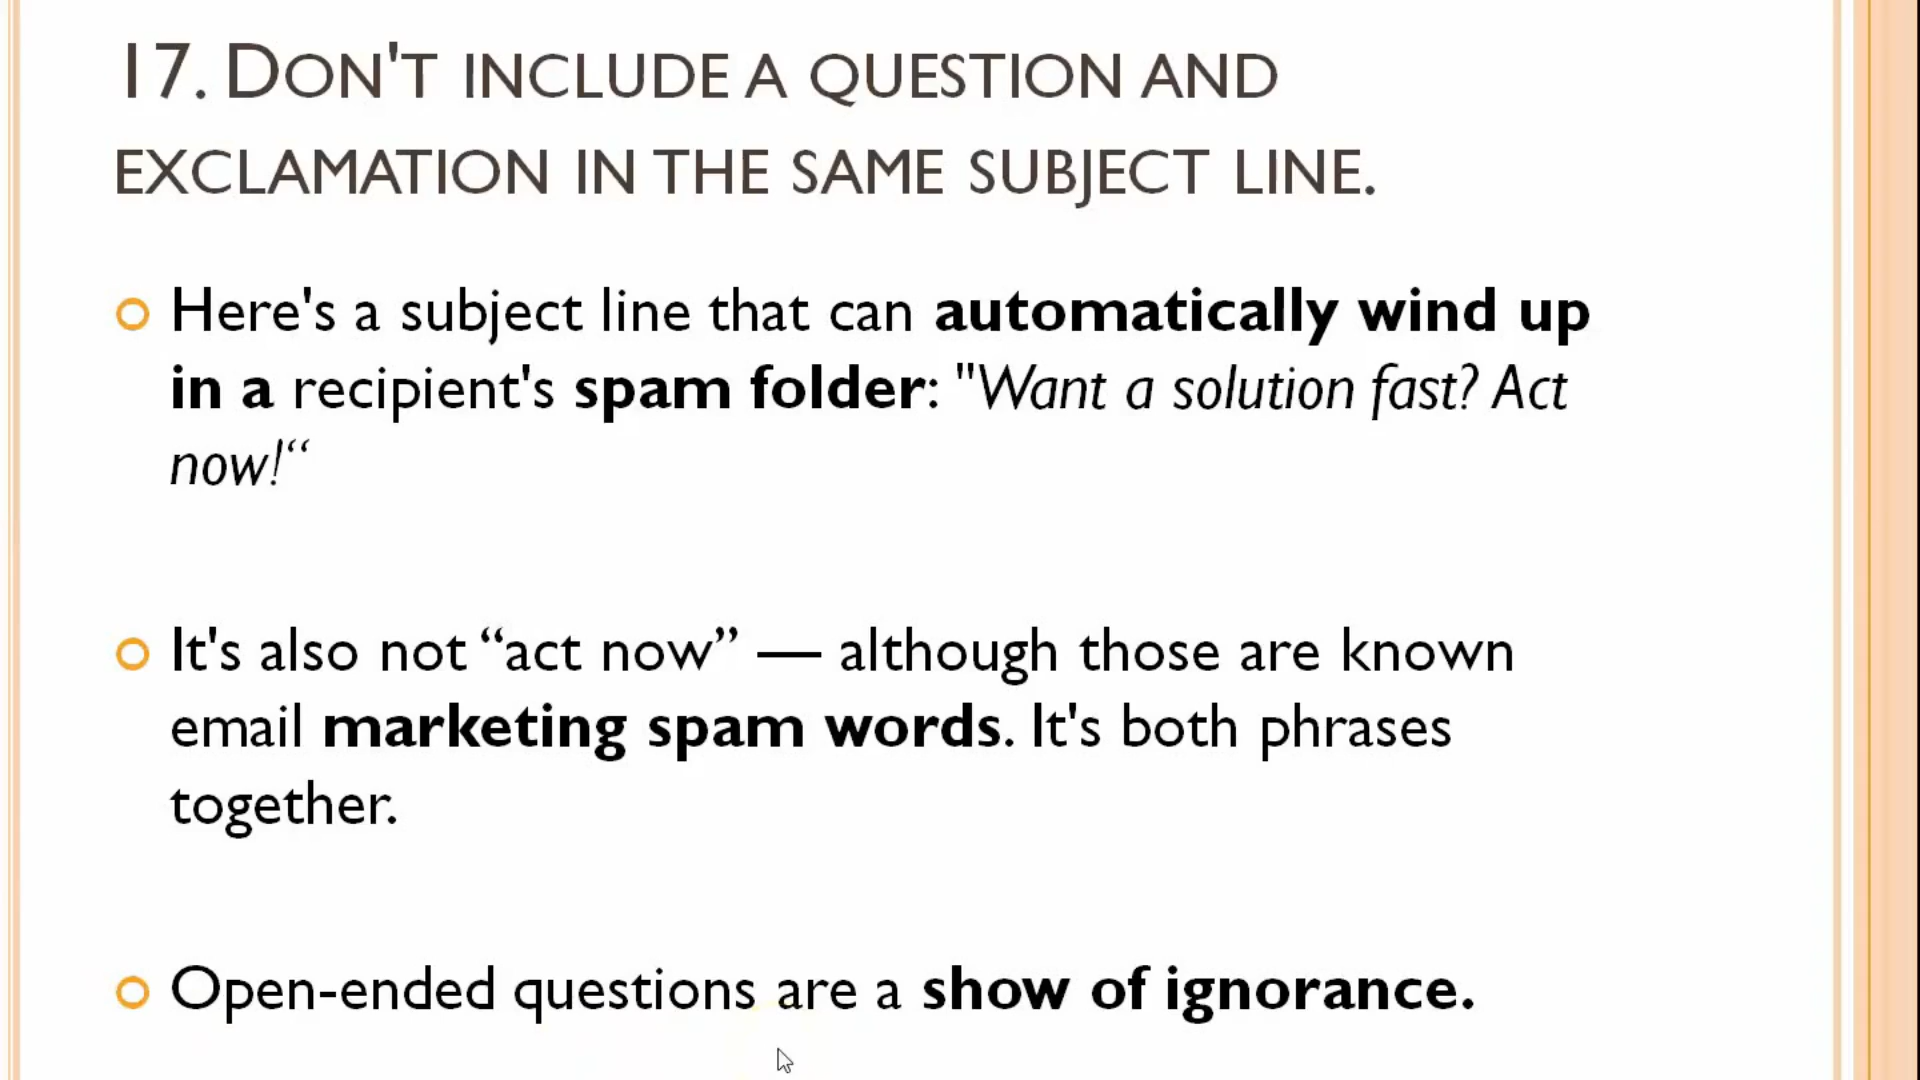 17. DON'T INCLUDE A QUESTION AND
EXCLAMATION IN THE SAME SUBJECT LINE.
Here's a subject line that can automatically wind up
in a recipient's spam folder: "Want a solution fast? Act
now!“
It's also not “act now” — although those are known
email marketing spam words. It's both phrases
together.
Open-ended questions are a show of ignorance.